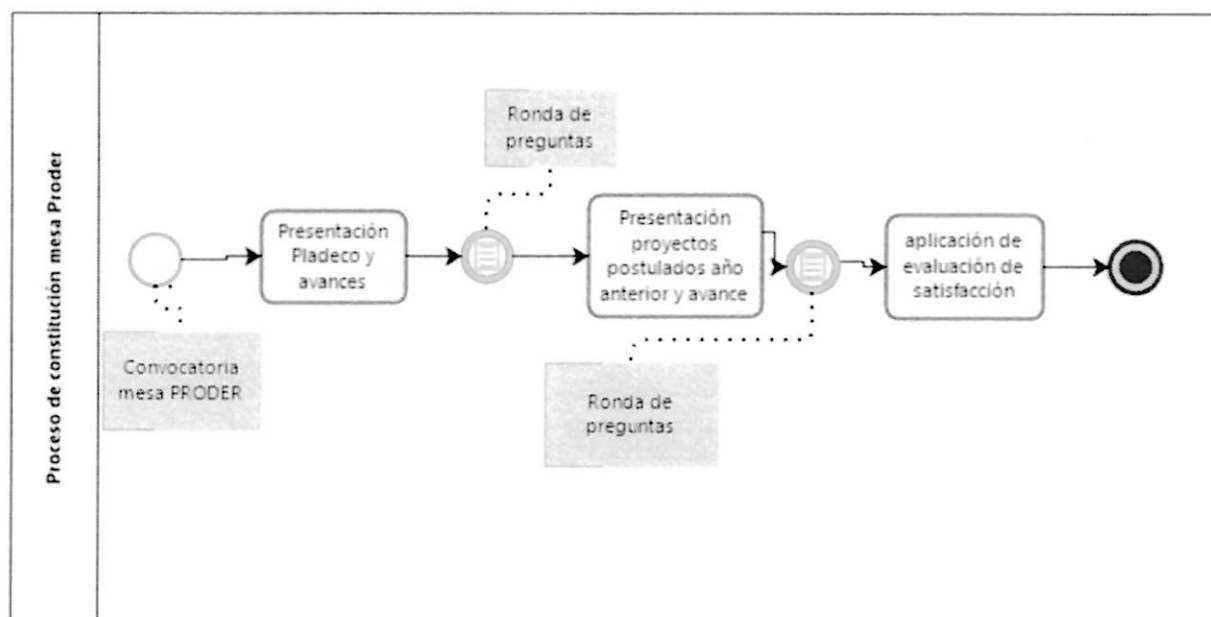 Proceso de constitución mesa Proder
Ronda de
preguntas
Presentación
Pladeco y
avances
Presentación
proyectos
postulados año
anterior y avance
aplicación de
evaluación de
satisfacción
Convocatoria
mesa PRODER
Ronda de
preguntas